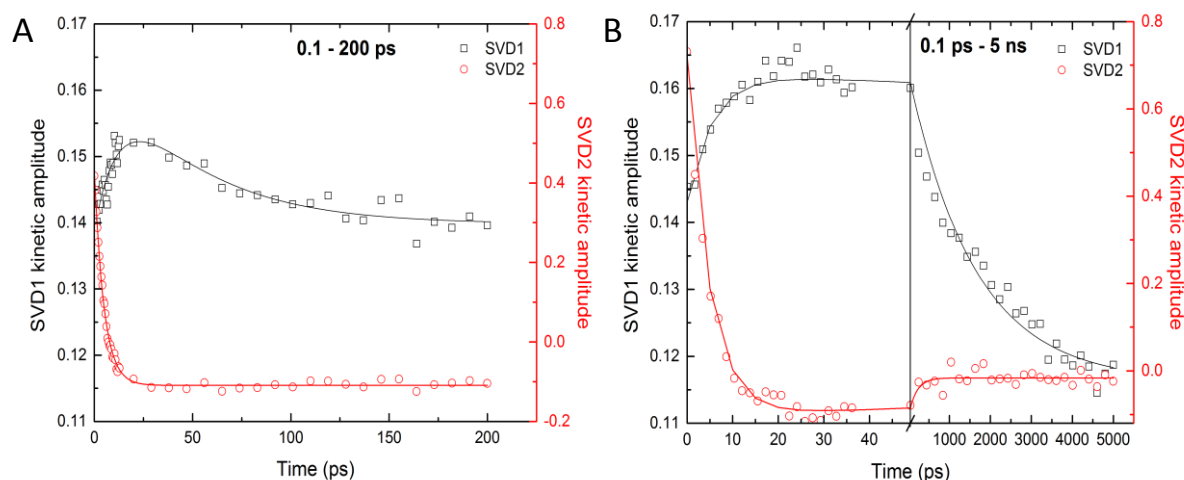 A
0.1 - 200 ps
SVD1
SVD2
0.17
0.16
0.15
0.14
0.13
0.12
0.11
SVD1 kinetic amplitude
0.8
0.6
0.4
0.2
0.0
-0.2
SVD2 kinetic amplitude
0 50 100 150 200
Time (ps)
B
0.1 ps - 5 ns
SVD1
SVD2
0.17
0.16
0.15
0.14
0.13
0.12
0.11
SVD1 kinetic amplitude
0.8
0.6
0.4
0.2
0.0
SVD2 kinetic amplitude
0 10 20 30 40 1000 2000 3000 4000 5000
Time (ps)